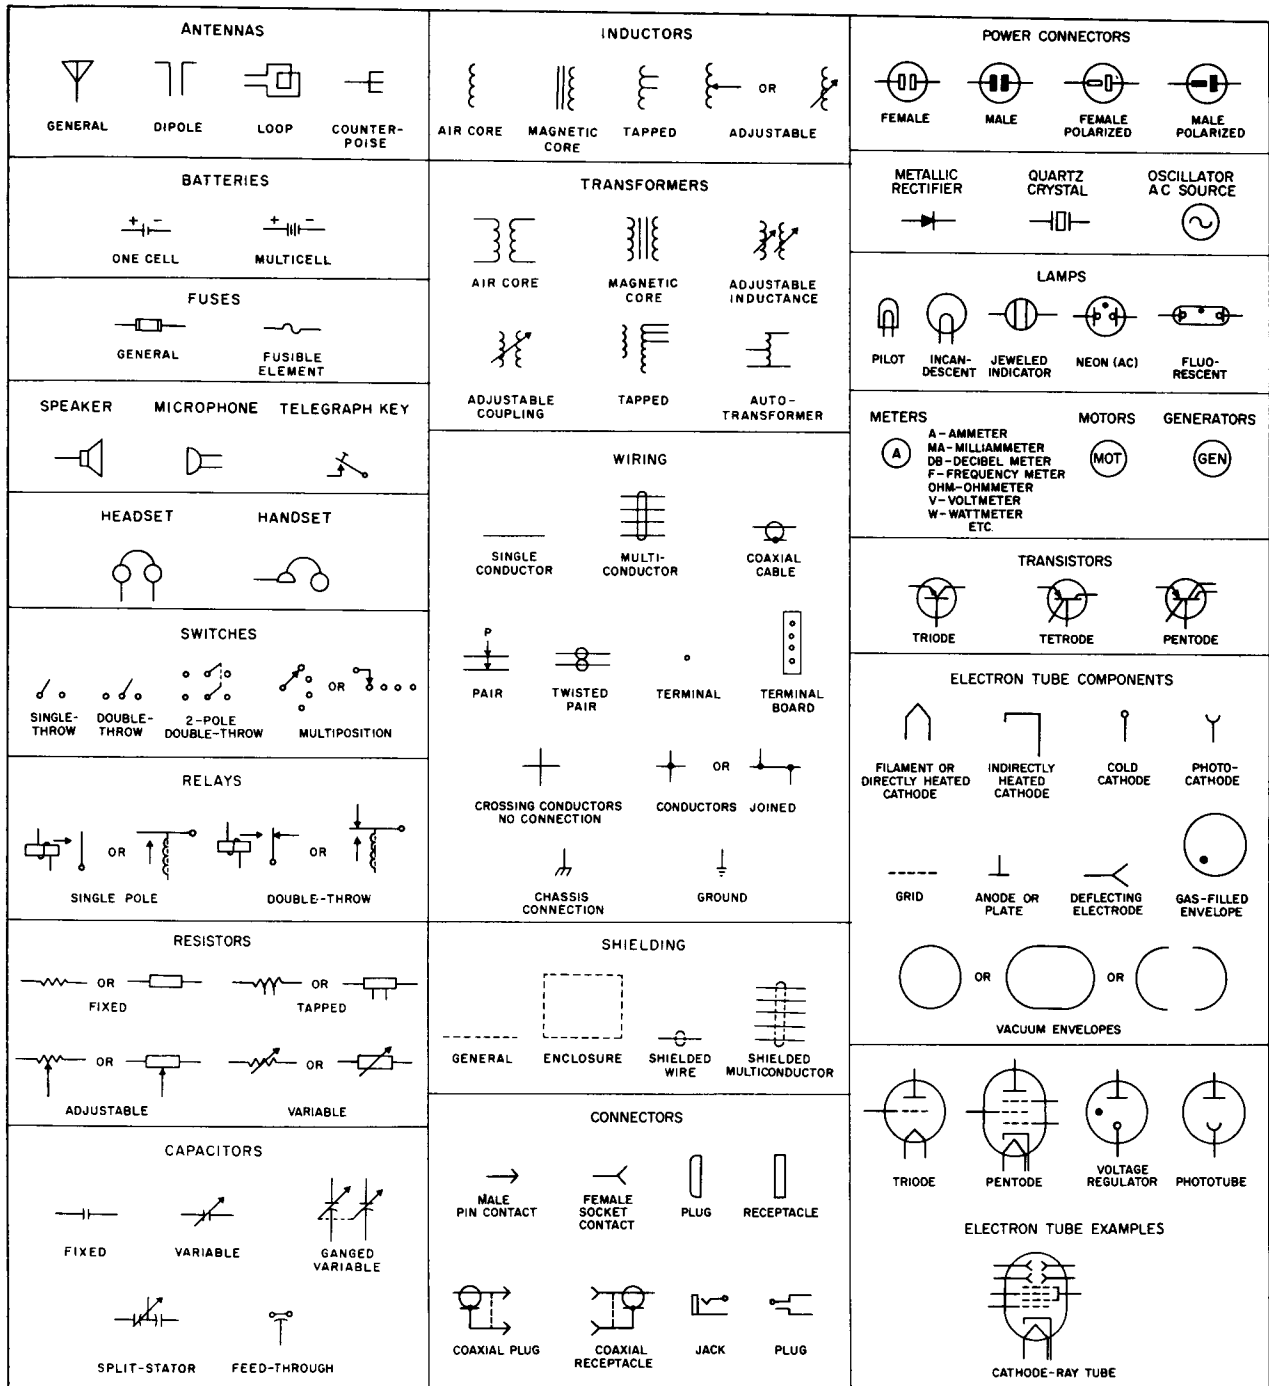 ANTENNAS
GENERAL
DIPOLE
LOOP
COUNTER-
POISE
BATTERIES
+ -
+ -
ONE CELL
MULTICELL
FUSES
GENERAL
FUSIBLE
ELEMENT
SPEAKER
MICROPHONE
TELEGRAPH KEY
HEADSET
HANDSET
SWITCHES
OR
SINGLE-
THROW
DOUBLE-
THROW
2-POLE
DOUBLE-THROW
MULTIPOSITION
RELAYS
OR
OR
SINGLE POLE
DOUBLE-THROW
RESISTORS
OR
FIXED
OR
TAPPED
OR
ADJUSTABLE
OR
VARIABLE
CAPACITORS
FIXED
VARIABLE
GANGED
VARIABLE
SPLIT-STATOR
FEED-THROUGH
INDUCTORS
OR
AIR CORE
MAGNETIC
CORE
TAPPED
ADJUSTABLE
TRANSFORMERS
AIR CORE
MAGNETIC
CORE
ADJUSTABLE
INDUCTANCE
ADJUSTABLE
COUPLING
TAPPED
AUTO-
TRANSFORMER
WIRING
SINGLE
CONDUCTOR
MULTI-
CONDUCTOR
COAXIAL
CABLE
P
PAIR
TWISTED
PAIR
TERMINAL
TERMINAL
BOARD
OR
CROSSING CONDUCTORS
NO CONNECTION
CONDUCTORS JOINED
CHASSIS
CONNECTION
GROUND
SHIELDING
GENERAL
ENCLOSURE
SHIELDED
WIRE
SHIELDED
MULTICONDUCTOR
CONNECTORS
MALE
PIN CONTACT
FEMALE
SOCKET
CONTACT
PLUG
RECEPTACLE
COAXIAL PLUG
COAXIAL
RECEPTACLE
JACK
PLUG
POWER CONNECTORS
FEMALE
MALE
FEMALE
POLARIZED
MALE
POLARIZED
METALLIC
RECTIFIER
QUARTZ
CRYSTAL
OSCILLATOR
AC SOURCE
LAMPS
PILOT
INCAN-
DESCENT
JEWELED
INDICATOR
NEON (AC)
FLUO-
RESCENT
METERS
A
A-AMMETER
MA-MILLIAMMETER
DB-DECIBEL METER
F-FREQUENCY METER
OHM-OHMMETER
V-VOLTMETER
W-WATTMETER
ETC.
MOTORS
MOT
GENERATORS
GEN
TRANSISTORS
TRIODE
TETRODE
PENTODE
ELECTRON TUBE COMPONENTS
FILAMENT OR
DIRECTLY HEATED
CATHODE
INDIRECTLY
HEATED
CATHODE
COLD
CATHODE
PHOTO-
CATHODE
GRID
ANODE OR
PLATE
DEFLECTING
ELECTRODE
GAS-FILLED
ENVELOPE
OR
OR
VACUUM ENVELOPES
TRIODE
PENTODE
VOLTAGE
REGULATOR
PHOTOTUBE
ELECTRON TUBE EXAMPLES
CATHODE-RAY TUBE